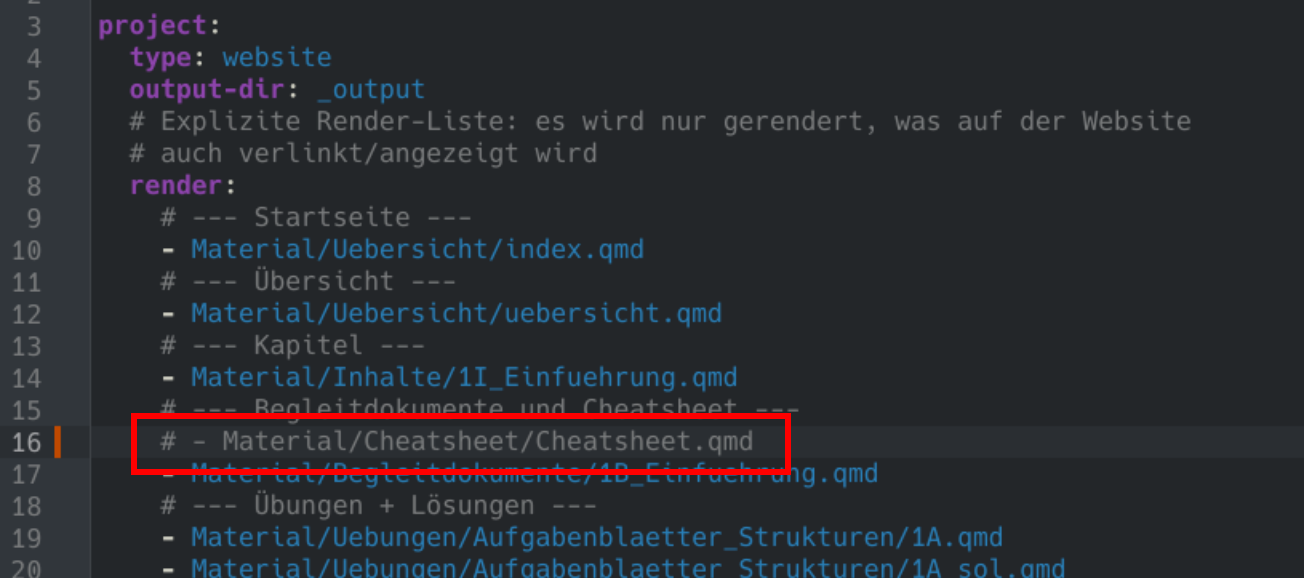 3 project:
4 type: website
5 output-dir: _output
6 # Explizite Render-Liste: es wird nur gerendert, was auf der Website
7 # auch verlinkt/angezeigt wird
8 render:
9 # --- Startseite ---
10 - Material/Uebersicht/index.qmd
11 # --- Übersicht ---
12 - Material/Uebersicht/uebersicht.qmd
13 # --- Kapitel ---
14 - Material/Inhalte/1I_Einfuehrung.qmd
15 # --- Begleitdokumente und Cheatsheet ---
16 # - Material/Cheatsheet/Cheatsheet.qmd
17 - Material/Begleitdokumente/1B_Einfuehrung.qmd
18 # --- Übungen + Lösungen ---
19 - Material/Uebungen/Aufgabenblaetter_Strukturen/1A.qmd
20 - Material/Uebungen/Aufgabenblaetter_Strukturen/1A_sol.qmd